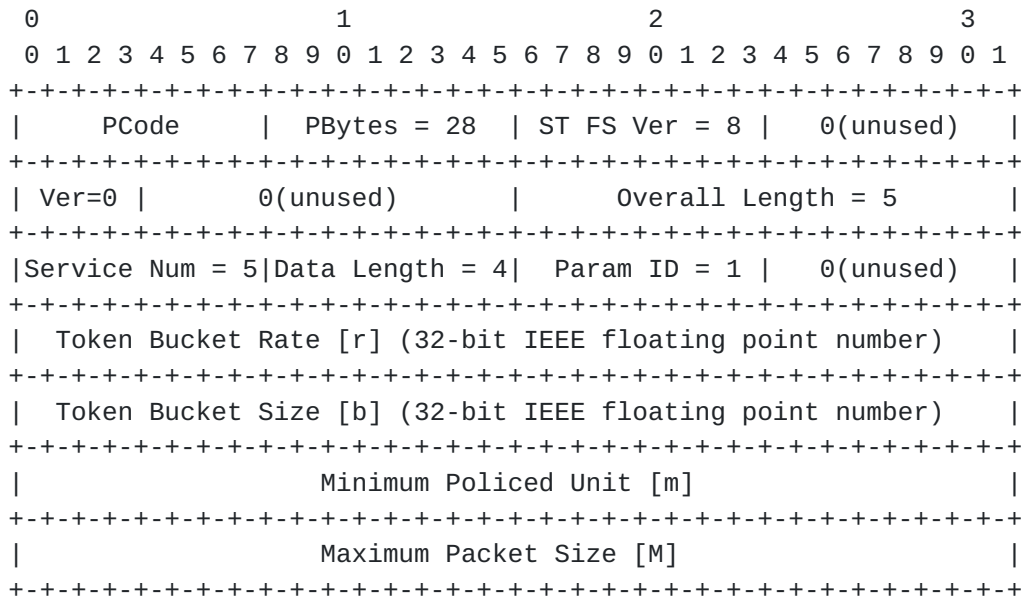 0                   1                   2                   3
 0 1 2 3 4 5 6 7 8 9 0 1 2 3 4 5 6 7 8 9 0 1 2 3 4 5 6 7 8 9 0 1
+-+-+-+-+-+-+-+-+-+-+-+-+-+-+-+-+-+-+-+-+-+-+-+-+-+-+-+-+-+-+-+-+
|     PCode     |  PBytes = 28  | ST FS Ver = 8 |   0(unused)   |
+-+-+-+-+-+-+-+-+-+-+-+-+-+-+-+-+-+-+-+-+-+-+-+-+-+-+-+-+-+-+-+-+
| Ver=0 |       0(unused)       |      Overall Length = 5       |
+-+-+-+-+-+-+-+-+-+-+-+-+-+-+-+-+-+-+-+-+-+-+-+-+-+-+-+-+-+-+-+-+
|Service Num = 5|Data Length = 4|  Param ID = 1 |   0(unused)   |
+-+-+-+-+-+-+-+-+-+-+-+-+-+-+-+-+-+-+-+-+-+-+-+-+-+-+-+-+-+-+-+-+
|  Token Bucket Rate [r] (32-bit IEEE floating point number)    |
+-+-+-+-+-+-+-+-+-+-+-+-+-+-+-+-+-+-+-+-+-+-+-+-+-+-+-+-+-+-+-+-+
|  Token Bucket Size [b] (32-bit IEEE floating point number)    |
+-+-+-+-+-+-+-+-+-+-+-+-+-+-+-+-+-+-+-+-+-+-+-+-+-+-+-+-+-+-+-+-+
|                   Minimum Policed Unit [m]                    |
+-+-+-+-+-+-+-+-+-+-+-+-+-+-+-+-+-+-+-+-+-+-+-+-+-+-+-+-+-+-+-+-+
|                   Maximum Packet Size [M]                     |
+-+-+-+-+-+-+-+-+-+-+-+-+-+-+-+-+-+-+-+-+-+-+-+-+-+-+-+-+-+-+-+-+